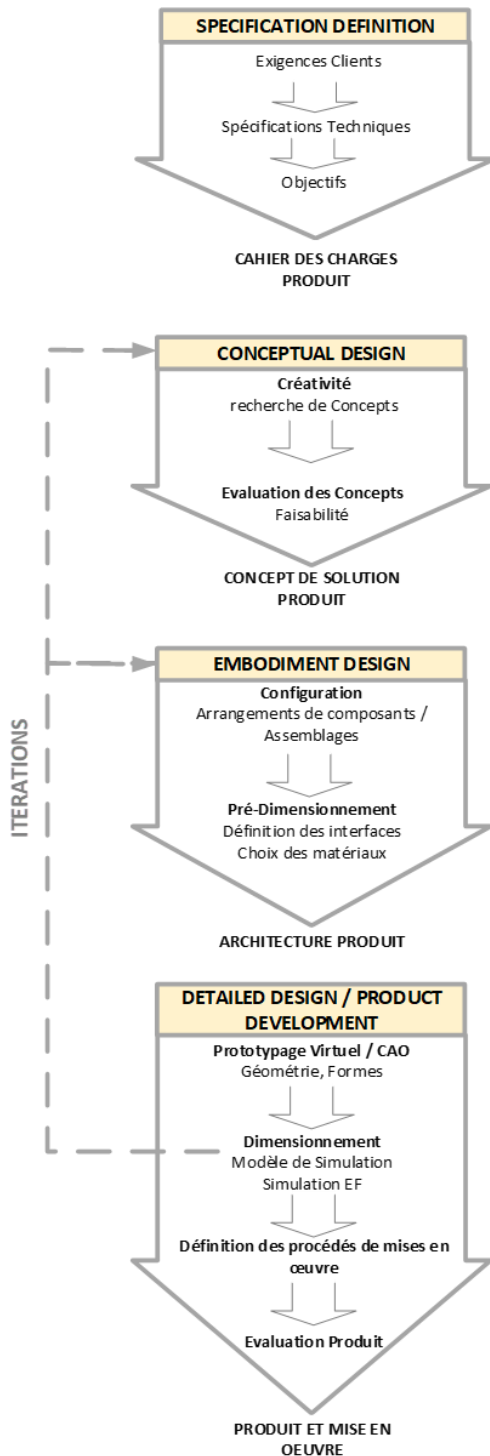 SPECIFICATION DEFINITION
Exigences Clients
Spécifications Techniques
Objectifs
CAHIER DES CHARGES
PRODUIT
CONCEPTUAL DESIGN
Créativité
recherche de Concepts
Evaluation des Concepts
Faisabilité
CONCEPT DE SOLUTION
PRODUIT
EMBODIMENT DESIGN
Configuration
Arrangements de composants /
Assemblages
Pré-Dimensionnement
Définition des interfaces
Choix des matériaux
ARCHITECTURE PRODUIT
ITERATIONS
DETAILED DESIGN / PRODUCT
DEVELOPMENT
Prototypage Virtuel / CAO
Géométrie, Formes
Dimensionnement
Modèle de Simulation
Simulation EF
Définition des procédés de mises en
œuvre
Evaluation Produit
PRODUIT ET MISE EN
OEUVRE